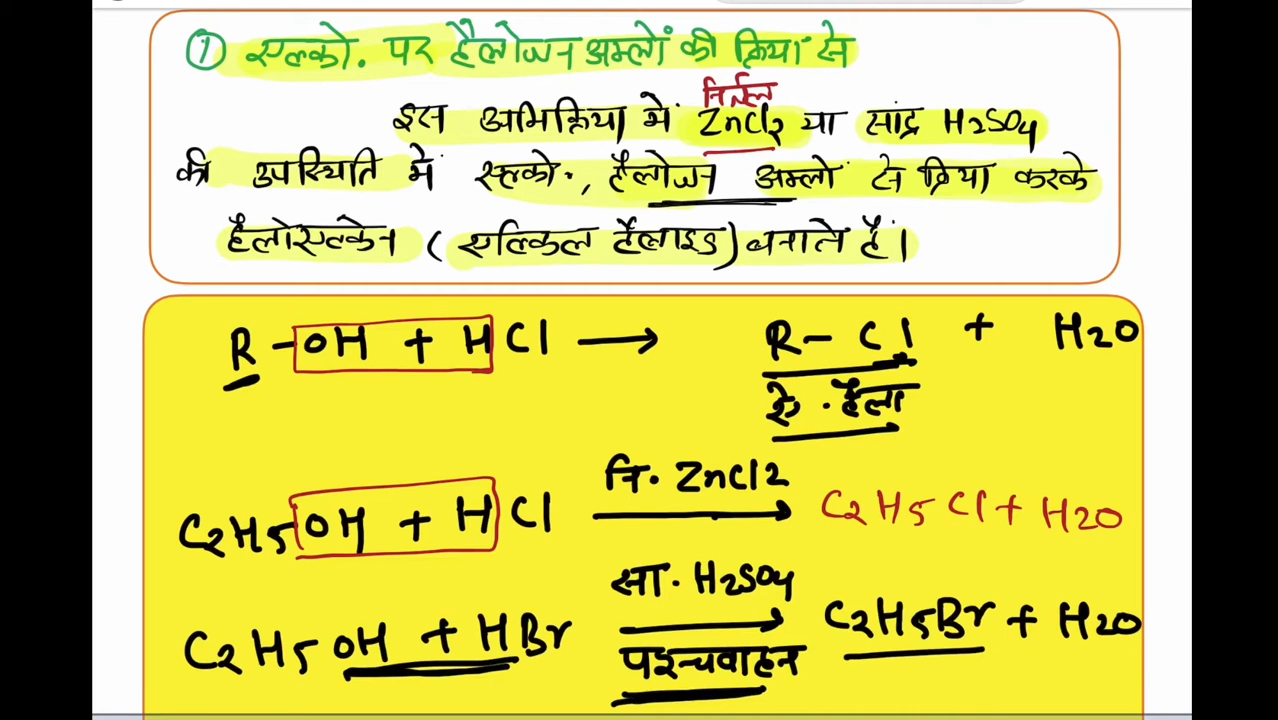 ① एल्को. पर हैलोजन अम्लों की क्रिया से
निर्जल
इस अभिक्रिया में ZnCl2 या सांद्र H2SO4
की उपस्थिति में एल्को., हैलोजन अम्लो से क्रिया करके
हैलोएल्केन (एल्किल हैलाइड) बनाते है।
R-OH + HCl ⟶ R-Cl + H2O
ऐ. हैला
नि. ZnCl2
C2H5OH + HCl ⟶ C2H5Cl + H2O
सा. H2SO4
C2H5OH + HBr ⟶ C2H5Br + H2O
पश्चवाहन